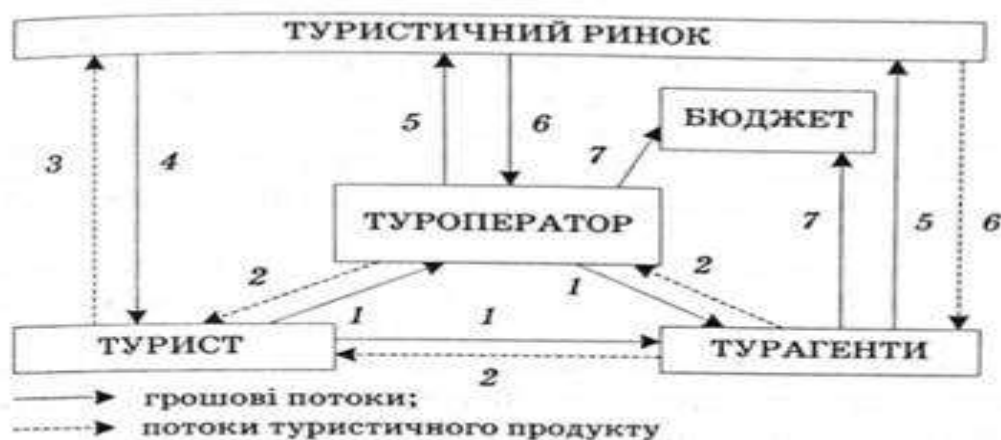 ТУРИСТИЧНИЙ РИНОК
БЮДЖЕТ
5
6
7
3
4
ТУРОПЕРАТОР
7
5
6
2
2
1
1
1
ТУРИСТ
ТУРАГЕНТИ
2
грошові потоки;
потоки туристичного продукту